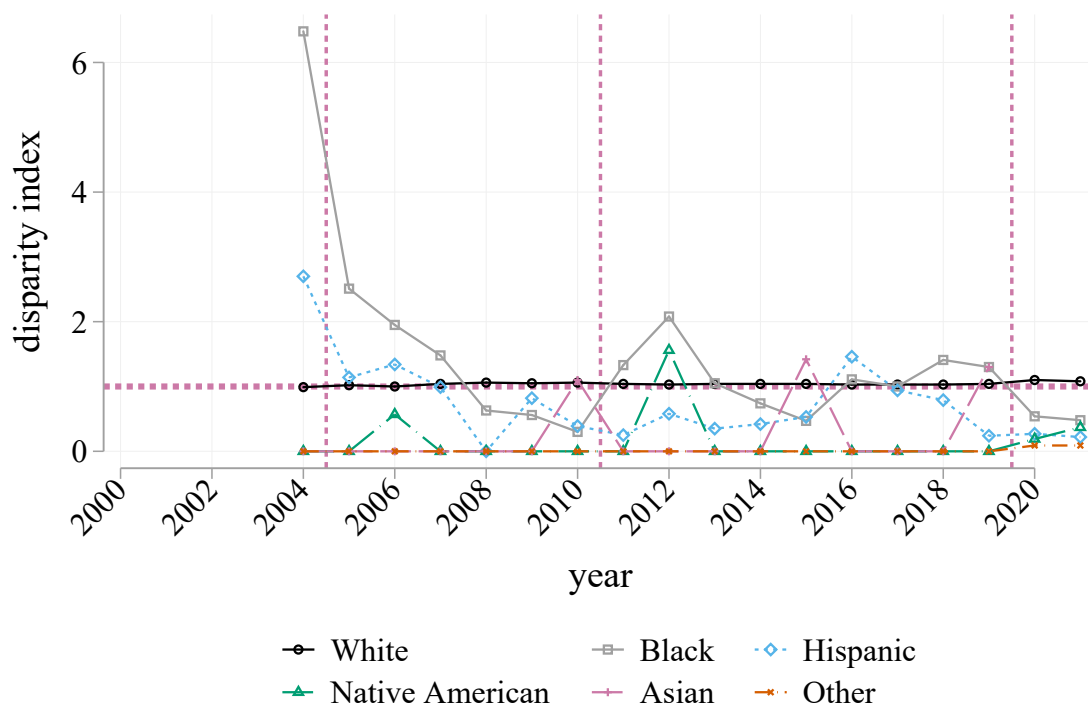 disparity index
6
4
2
0
2000 2002 2004 2006 2008 2010 2012 2014 2016 2018 2020
year
White Black Hispanic
Native American Asian Other